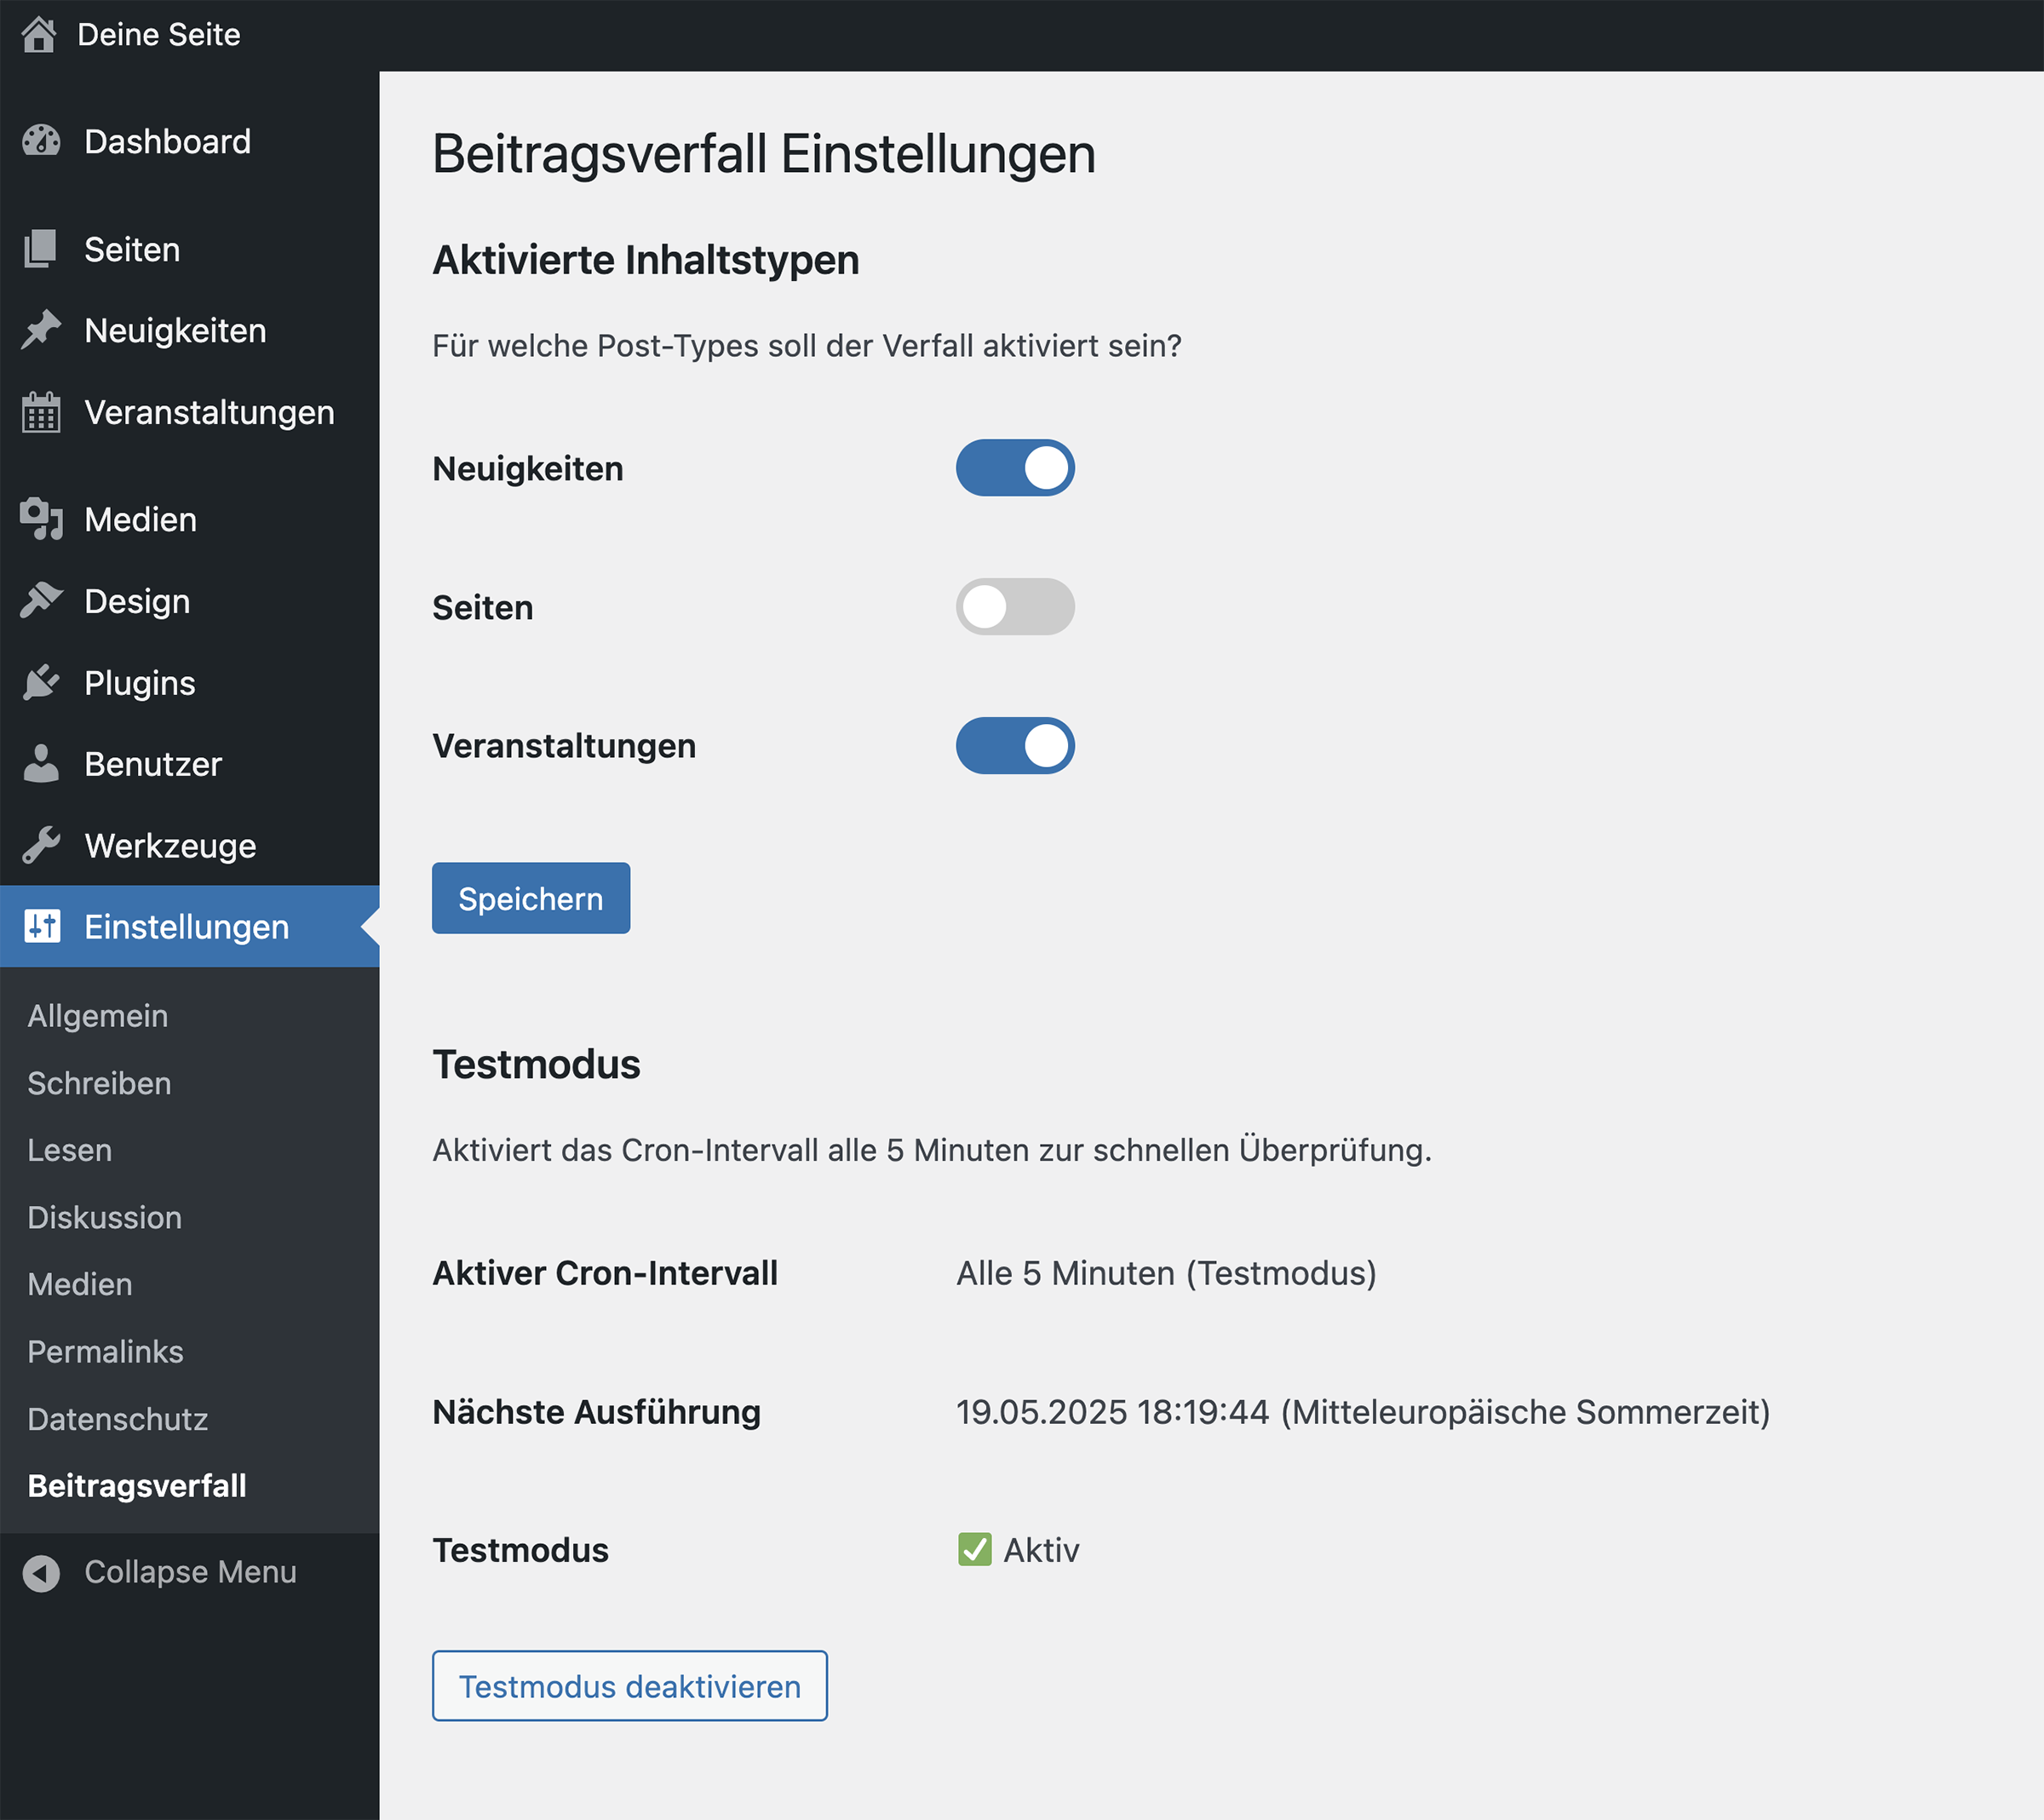 Deine Seite
Dashboard
Seiten
Neuigkeiten
Veranstaltungen
Medien
Design
Plugins
Benutzer
Werkzeuge
Einstellungen
Allgemein
Schreiben
Lesen
Diskussion
Medien
Permalinks
Datenschutz
Beitragsverfall
Collapse Menu
Beitragsverfall Einstellungen
Aktivierte Inhaltstypen
Für welche Post-Types soll der Verfall aktiviert sein?
Neuigkeiten
Seiten
Veranstaltungen
Speichern
Testmodus
Aktiviert das Cron-Intervall alle 5 Minuten zur schnellen Überprüfung.
Aktiver Cron-Intervall Alle 5 Minuten (Testmodus)
Nächste Ausführung 19.05.2025 18:19:44 (Mitteleuropäische Sommerzeit)
Testmodus ✅ Aktiv
Testmodus deaktivieren